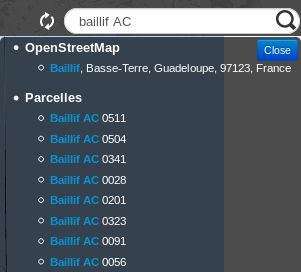 baillif AC
OpenStreetMap
Close
Baillif, Basse-Terre, Guadeloupe, 97123, France
Parcelles
Baillif AC 0511
Baillif AC 0504
Baillif AC 0341
Baillif AC 0028
Baillif AC 0201
Baillif AC 0323
Baillif AC 0091
Baillif AC 0056